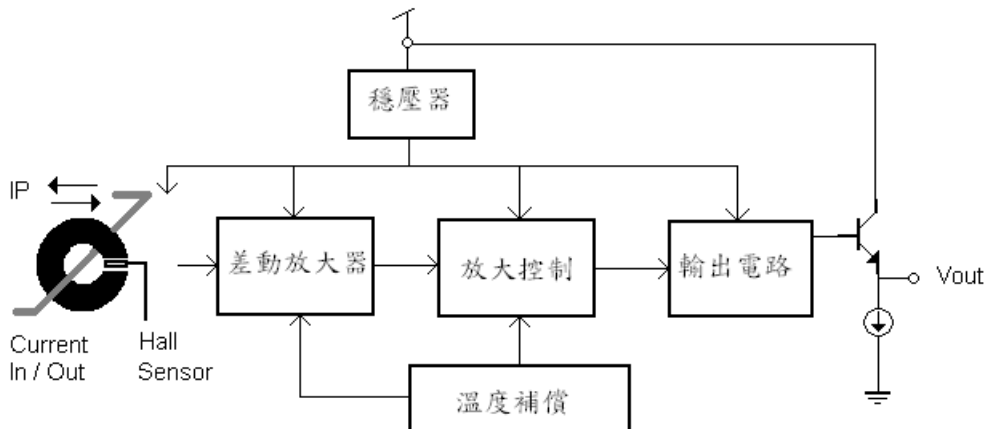 穩壓器
IP
差動放大器
放大控制
輸出電路
Vout
Current
In / Out
Hall
Sensor
溫度補償